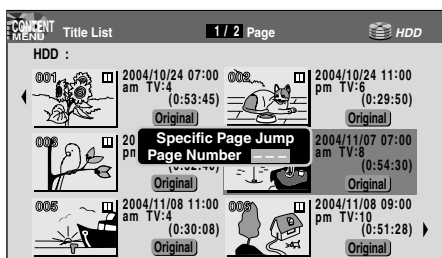 CONTENT MENU Title List 1 / 2 Page HDD
HDD :
001 2004/10/24 07:00 am TV:4 (0:53:45) Original
002 2004/10/24 11:00 pm TV:6 (0:29:50) Original
003 20 pm Original
Specific Page Jump
Page Number _ _ _
2004/11/07 07:00 am TV:8 (0:54:30) Original
005 2004/11/08 11:00 am TV:4 (0:30:08) Original
006 2004/11/08 09:00 pm TV:10 (0:51:28) Original